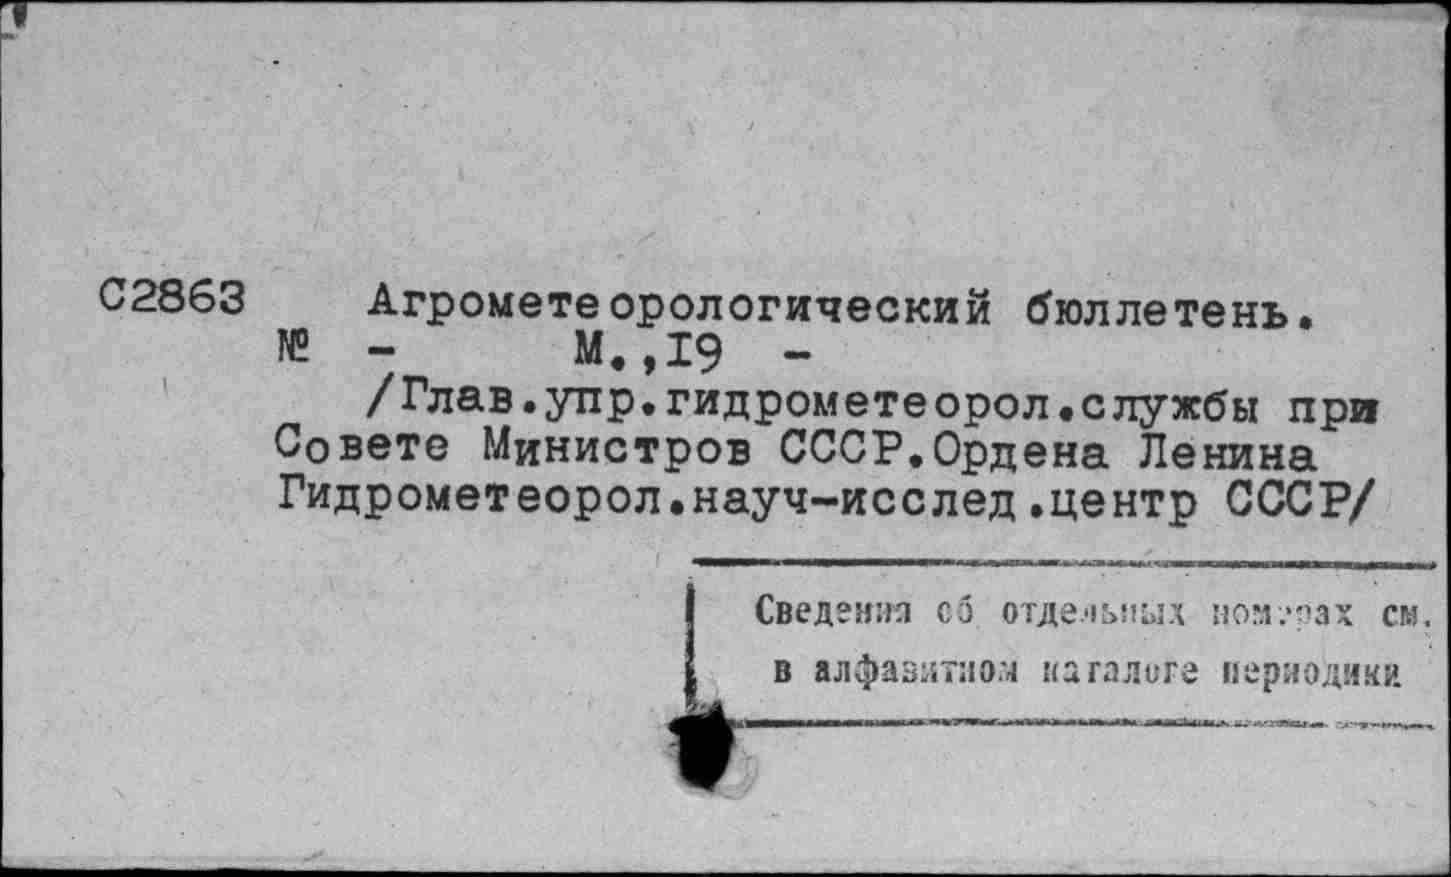 С2863 Агрометеорологический бюллетень.
№ - М.,19 -
/Глав.упр.гидрометеорол.службы при
Совете Министров СССР.Ордена Ленина
Гидрометеорол.науч-исслед.центр СССР/
Сведения об отдельных номерах см.
в алфавитном каталоге периодики